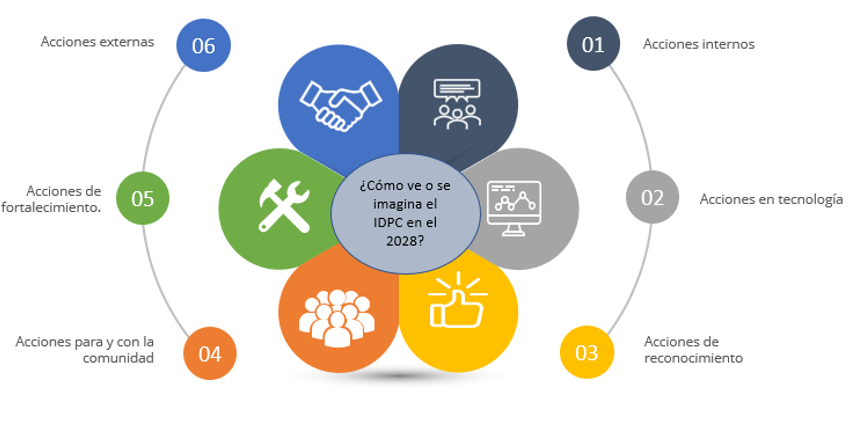 06
Acciones externas
01
Acciones internos
¿Cómo ve o se
imagina el
IDPC en el
2028?
05
Acciones de
fortalecimiento.
02
Acciones en tecnología
04
Acciones para y con la
comunidad
03
Acciones de
reconocimiento